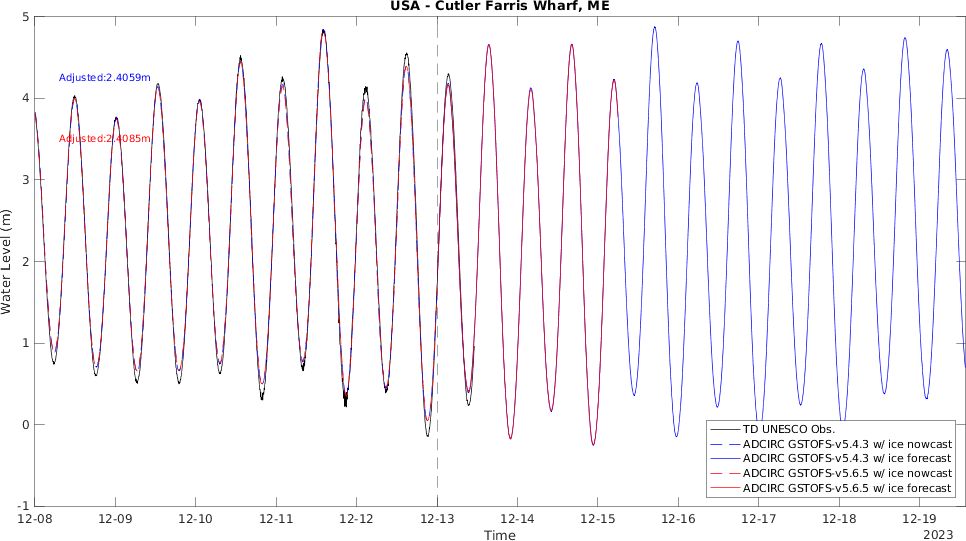 USA - Cutler Farris Wharf, ME
5
4
3
2
1
0
-1
Water Level (m)
Adjusted:2.4059m
Adjusted:2.4085m
TD UNESCO Obs.
ADCIRC GSTOFS-v5.4.3 w/ ice nowcast
ADCIRC GSTOFS-v5.4.3 w/ ice forecast
ADCIRC GSTOFS-v5.6.5 w/ ice nowcast
ADCIRC GSTOFS-v5.6.5 w/ ice forecast
12-08 12-09 12-10 12-11 12-12 12-13 12-14 12-15 12-16 12-17 12-18 12-19
Time
2023